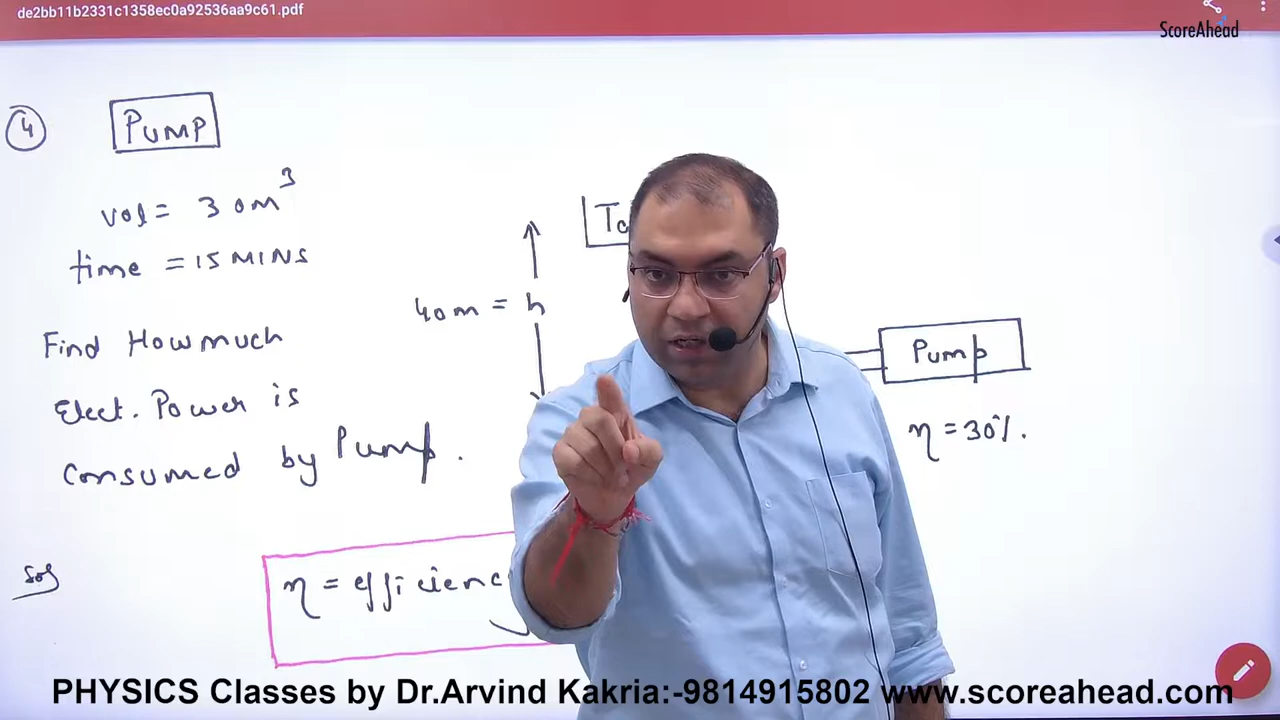 de2bb11b2331c1358ec0a92536aa9c61.pdf
ScoreAhead
4 PUMP
vol = 30m³
time = 15 MINS
Find How much
Elect. Power is
Consumed by Pump.
40m = h
Pump
η = 30%.
Sol
η = efficienc
PHYSICS Classes by Dr.Arvind Kakria:-9814915802 www.scoreahead.com